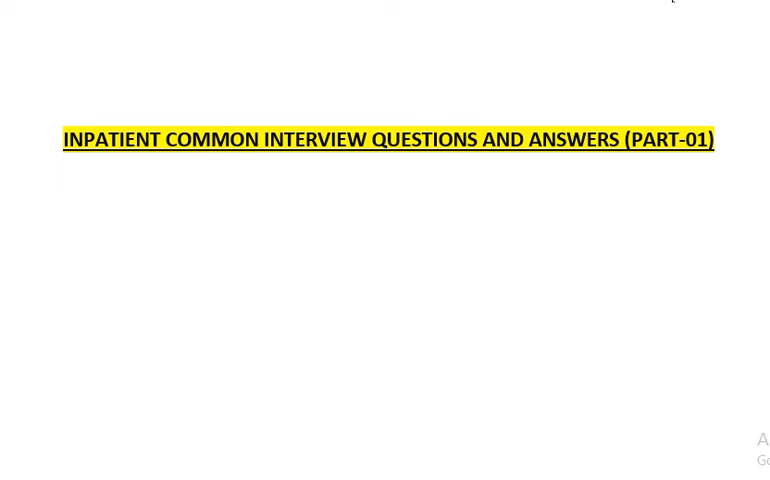 INPATIENT COMMON INTERVIEW QUESTIONS AND ANSWERS (PART-01)